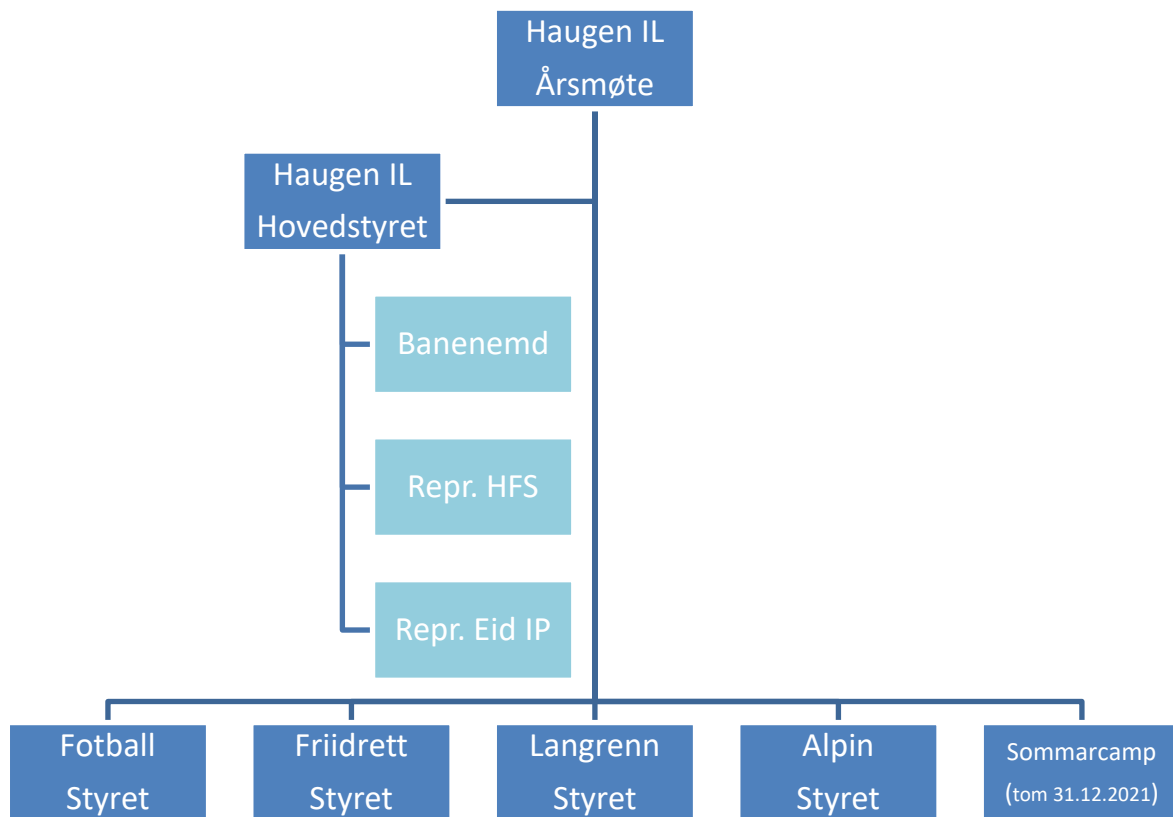 Haugen IL
Årsmøte
Haugen IL
Hovedstyret
Banenemd
Repr. HFS
Repr. Eid IP
Fotball
Styret
Friidrett
Styret
Langrenn
Styret
Alpin
Styret
Sommarcamp
(tom 31.12.2021)